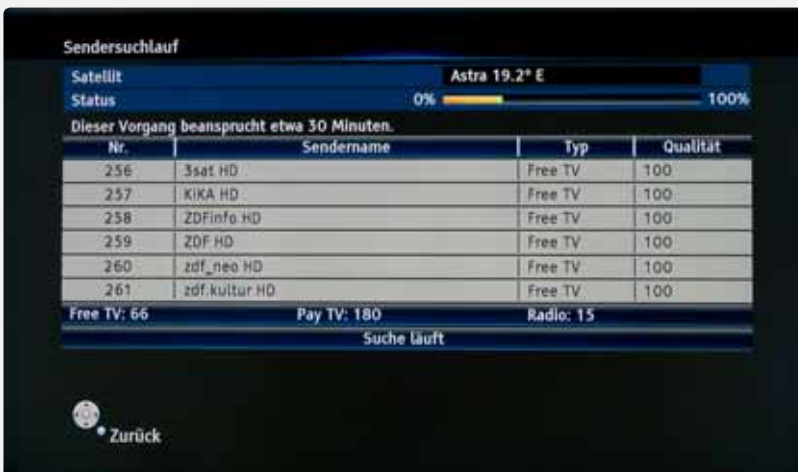 Sendersuchlauf
Satellit Astra 19.2° E
Status 0% 100%
Dieser Vorgang beansprucht etwa 30 Minuten.
Nr. Sendername Typ Qualität
256 3sat HD Free TV 100
257 KiKA HD Free TV 100
258 ZDFinfo HD Free TV 100
259 ZDF HD Free TV 100
260 zdf_neo HD Free TV 100
261 zdf.kultur HD Free TV 100
Free TV: 66 Pay TV: 180 Radio: 15
Suche läuft
Zurück